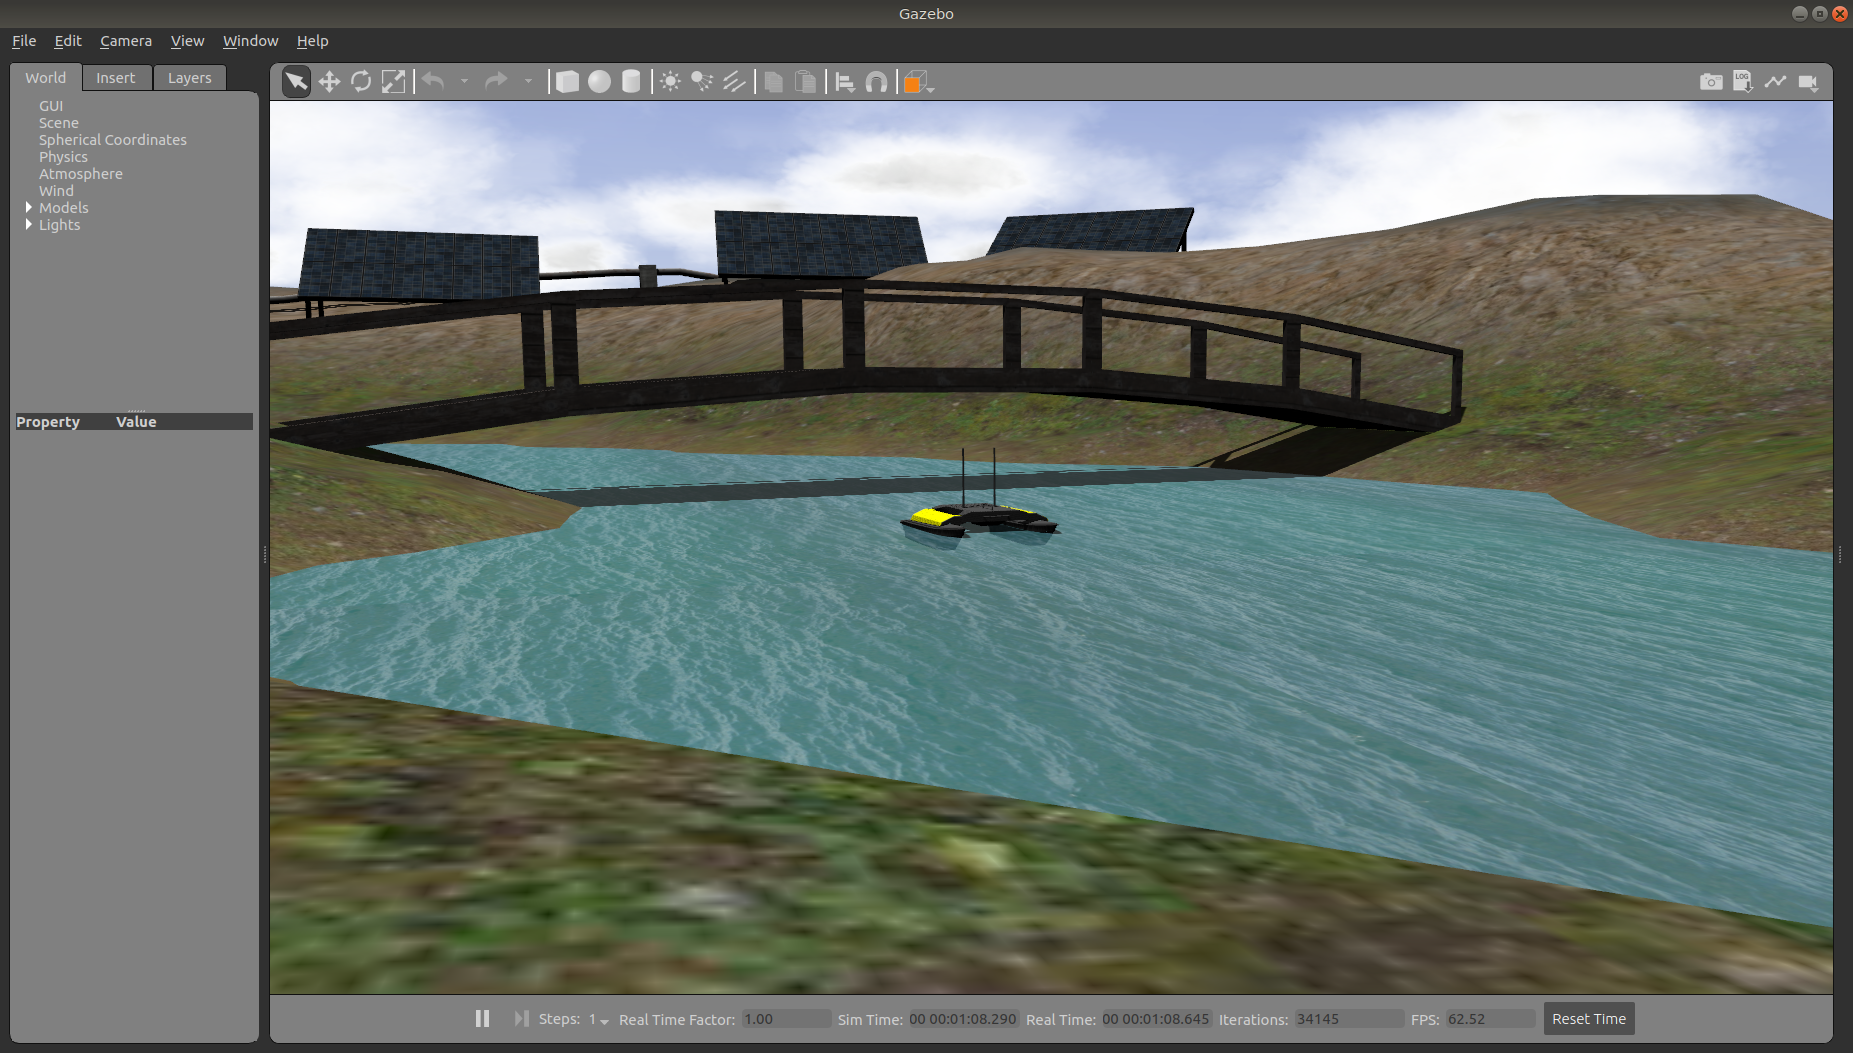 Gazebo
File Edit Camera View Window Help
World Insert Layers
LOG
GUI
Scene
Spherical Coordinates
Physics
Atmosphere
Wind
Models
Lights
Property Value
Steps: 1 Real Time Factor: 1.00 Sim Time: 00 00:01:08.290 Real Time: 00 00:01:08.645 Iterations: 34145 FPS: 62.52 Reset Time